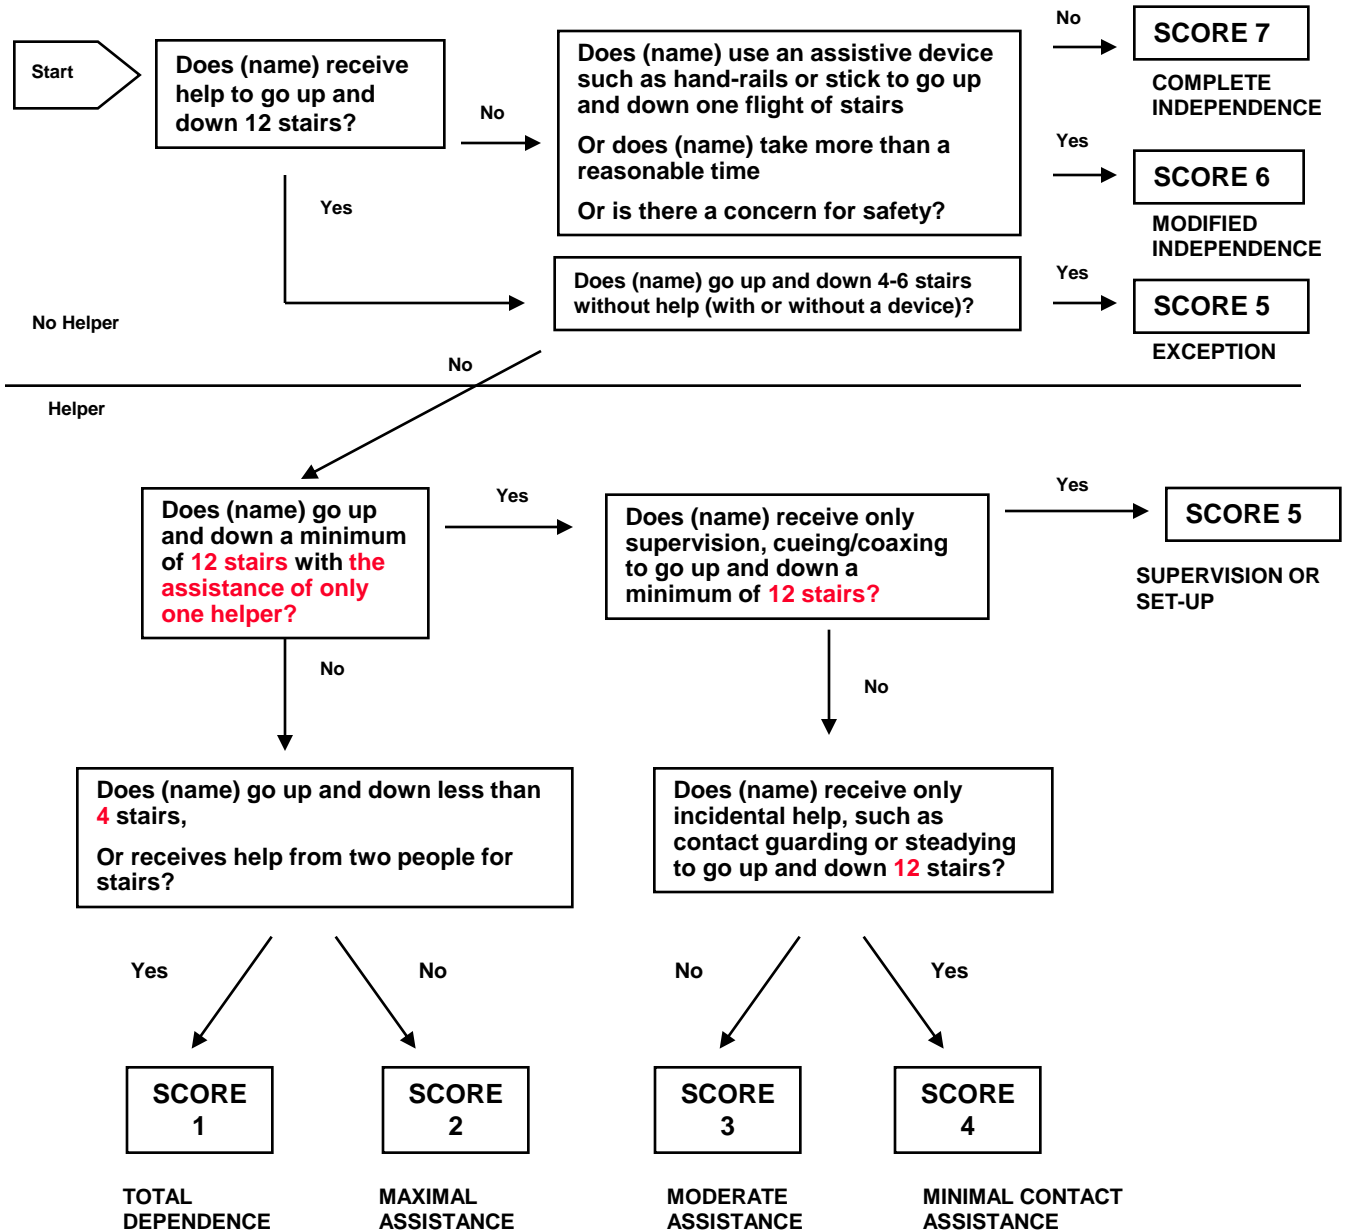 Start
Does (name) receive
help to go up and
down 12 stairs?
No
Yes
Does (name) use an assistive device
such as hand-rails or stick to go up
and down one flight of stairs
Or does (name) take more than a
reasonable time
Or is there a concern for safety?
No
SCORE 7
COMPLETE
INDEPENDENCE
Yes
SCORE 6
MODIFIED
INDEPENDENCE
Does (name) go up and down 4-6 stairs
without help (with or without a device)?
Yes
SCORE 5
EXCEPTION
No Helper
No
Helper
Does (name) go up
and down a minimum
of 12 stairs with the
assistance of only
one helper?
Yes
Does (name) receive only
supervision, cueing/coaxing
to go up and down a
minimum of 12 stairs?
Yes
SCORE 5
SUPERVISION OR
SET-UP
No
No
Does (name) go up and down less than
4 stairs,
Or receives help from two people for
stairs?
Does (name) receive only
incidental help, such as
contact guarding or steadying
to go up and down 12 stairs?
Yes
No
No
Yes
SCORE
1
SCORE
2
SCORE
3
SCORE
4
TOTAL
DEPENDENCE
MAXIMAL
ASSISTANCE
MODERATE
ASSISTANCE
MINIMAL CONTACT
ASSISTANCE